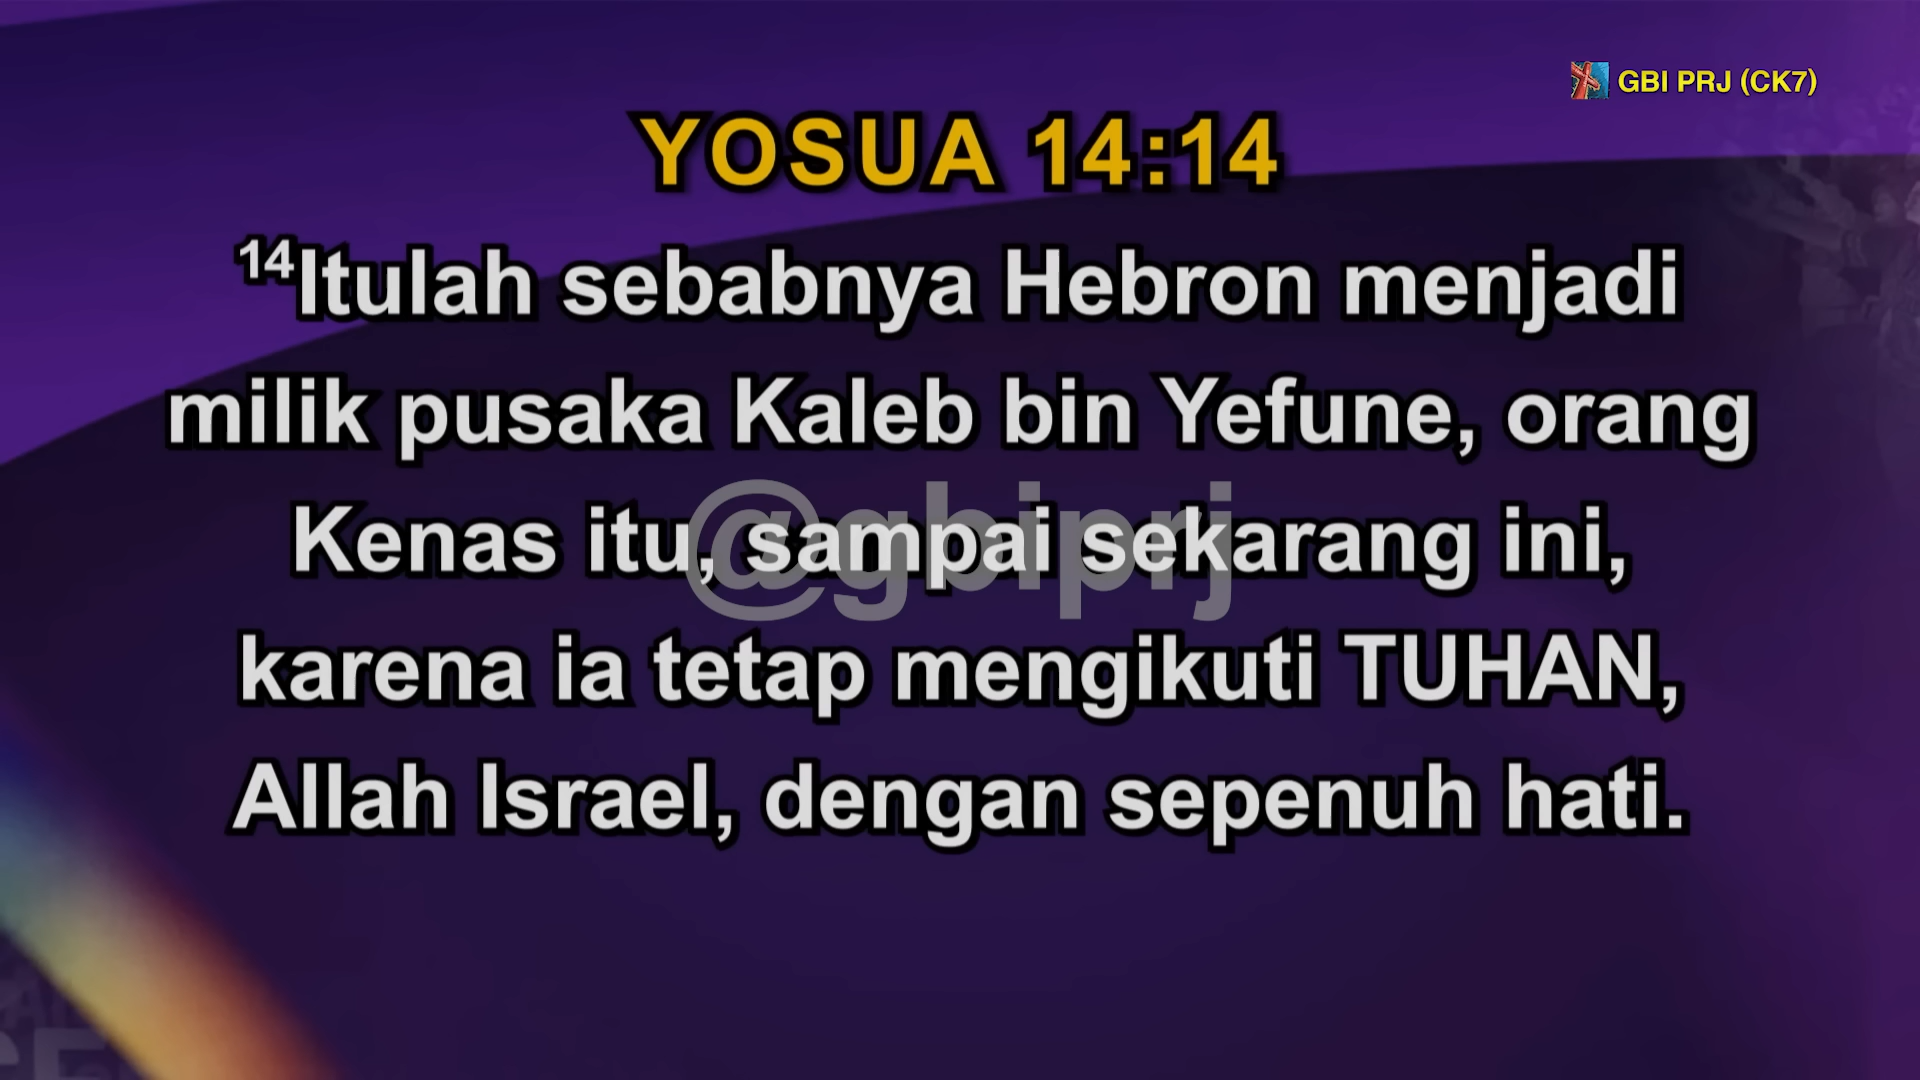 GBI PRJ (CK7)
YOSUA 14:14
14Itulah sebabnya Hebron menjadi
milik pusaka Kaleb bin Yefune, orang
Kenas itu, sampai sekarang ini,
@gbiprj
karena ia tetap mengikuti TUHAN,
Allah Israel, dengan sepenuh hati.